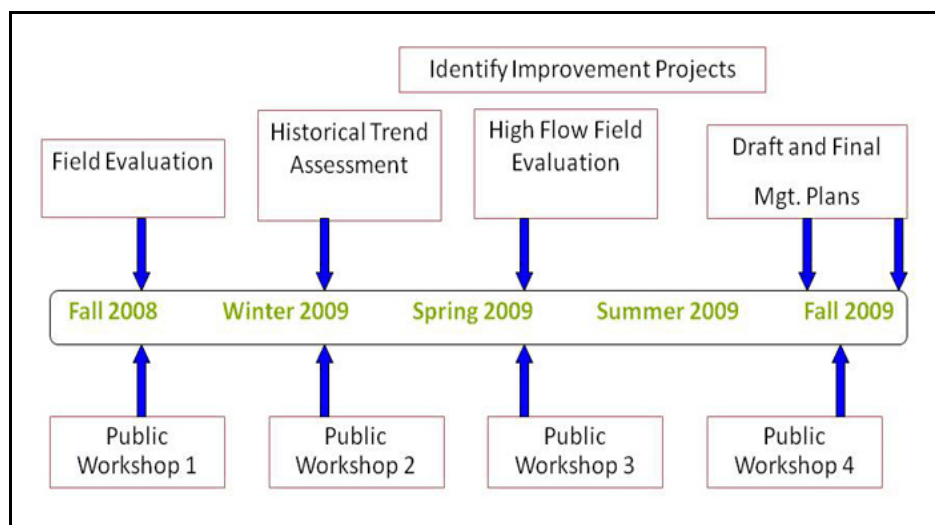 Identify Improvement Projects
Field Evaluation
Historical Trend
Assessment
High Flow Field
Evaluation
Draft and Final
Mgt. Plans
Fall 2008
Winter 2009
Spring 2009
Summer 2009
Fall 2009
Public
Workshop 1
Public
Workshop 2
Public
Workshop 3
Public
Workshop 4